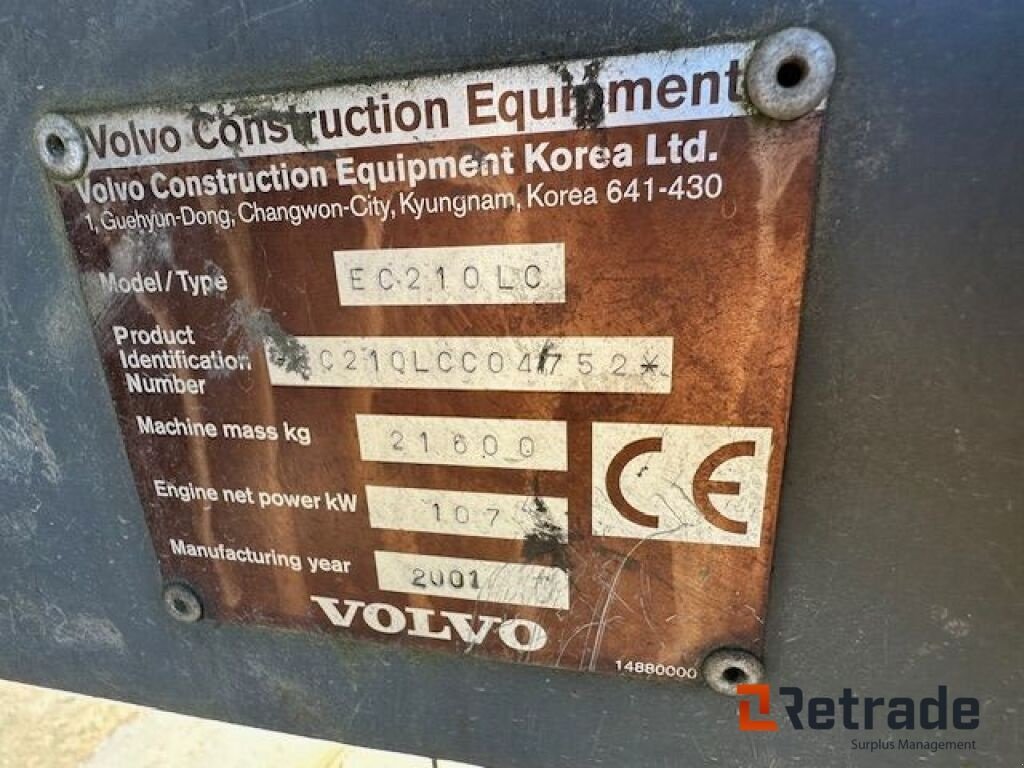 Volvo Construction Equipment
Volvo Construction Equipment Korea Ltd.
1, Guehyun-Dong, Changwon-City, Kyungnam, Korea 641-430
Model/Type EC210LC
Product
Identification
Number
C210LCC04752*
Machine mass kg 21600
Engine net power kW 107
CE
Manufacturing year 2001
VOLVO
14880000
Retrade
Surplus Management